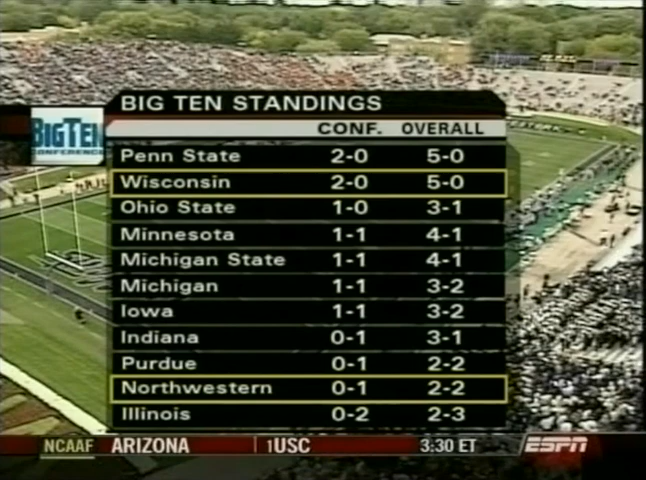 BIG TEN STANDINGS
BIGTEN
CONFERENCE
CONF. OVERALL
Penn State 2-0 5-0
Wisconsin 2-0 5-0
Ohio State 1-0 3-1
Minnesota 1-1 4-1
Michigan State 1-1 4-1
Michigan 1-1 3-2
Iowa 1-1 3-2
Indiana 0-1 3-1
Purdue 0-1 2-2
Northwestern 0-1 2-2
Illinois 0-2 2-3
NCAAF ARIZONA 1USC 3:30 ET ESPN